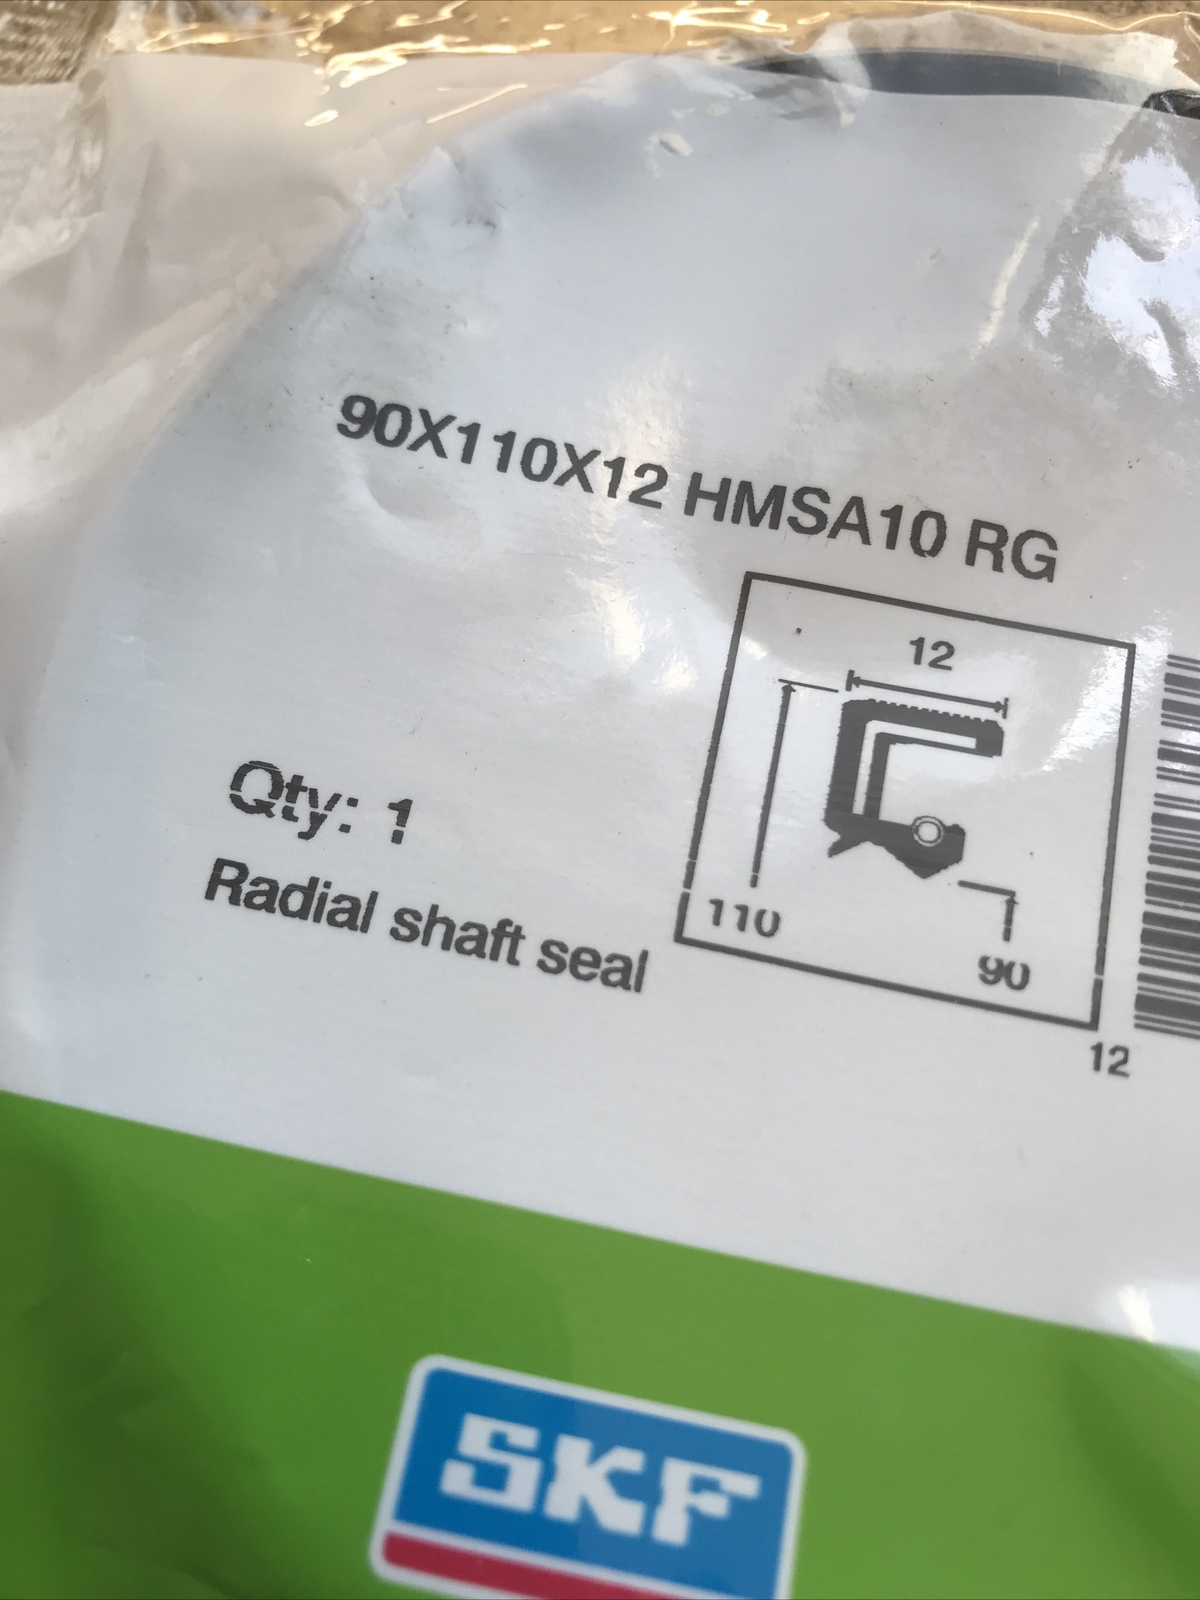 90X110X12 HMSA10 RG
12
110
90
Qty: 1
Radial shaft seal
12
SKF